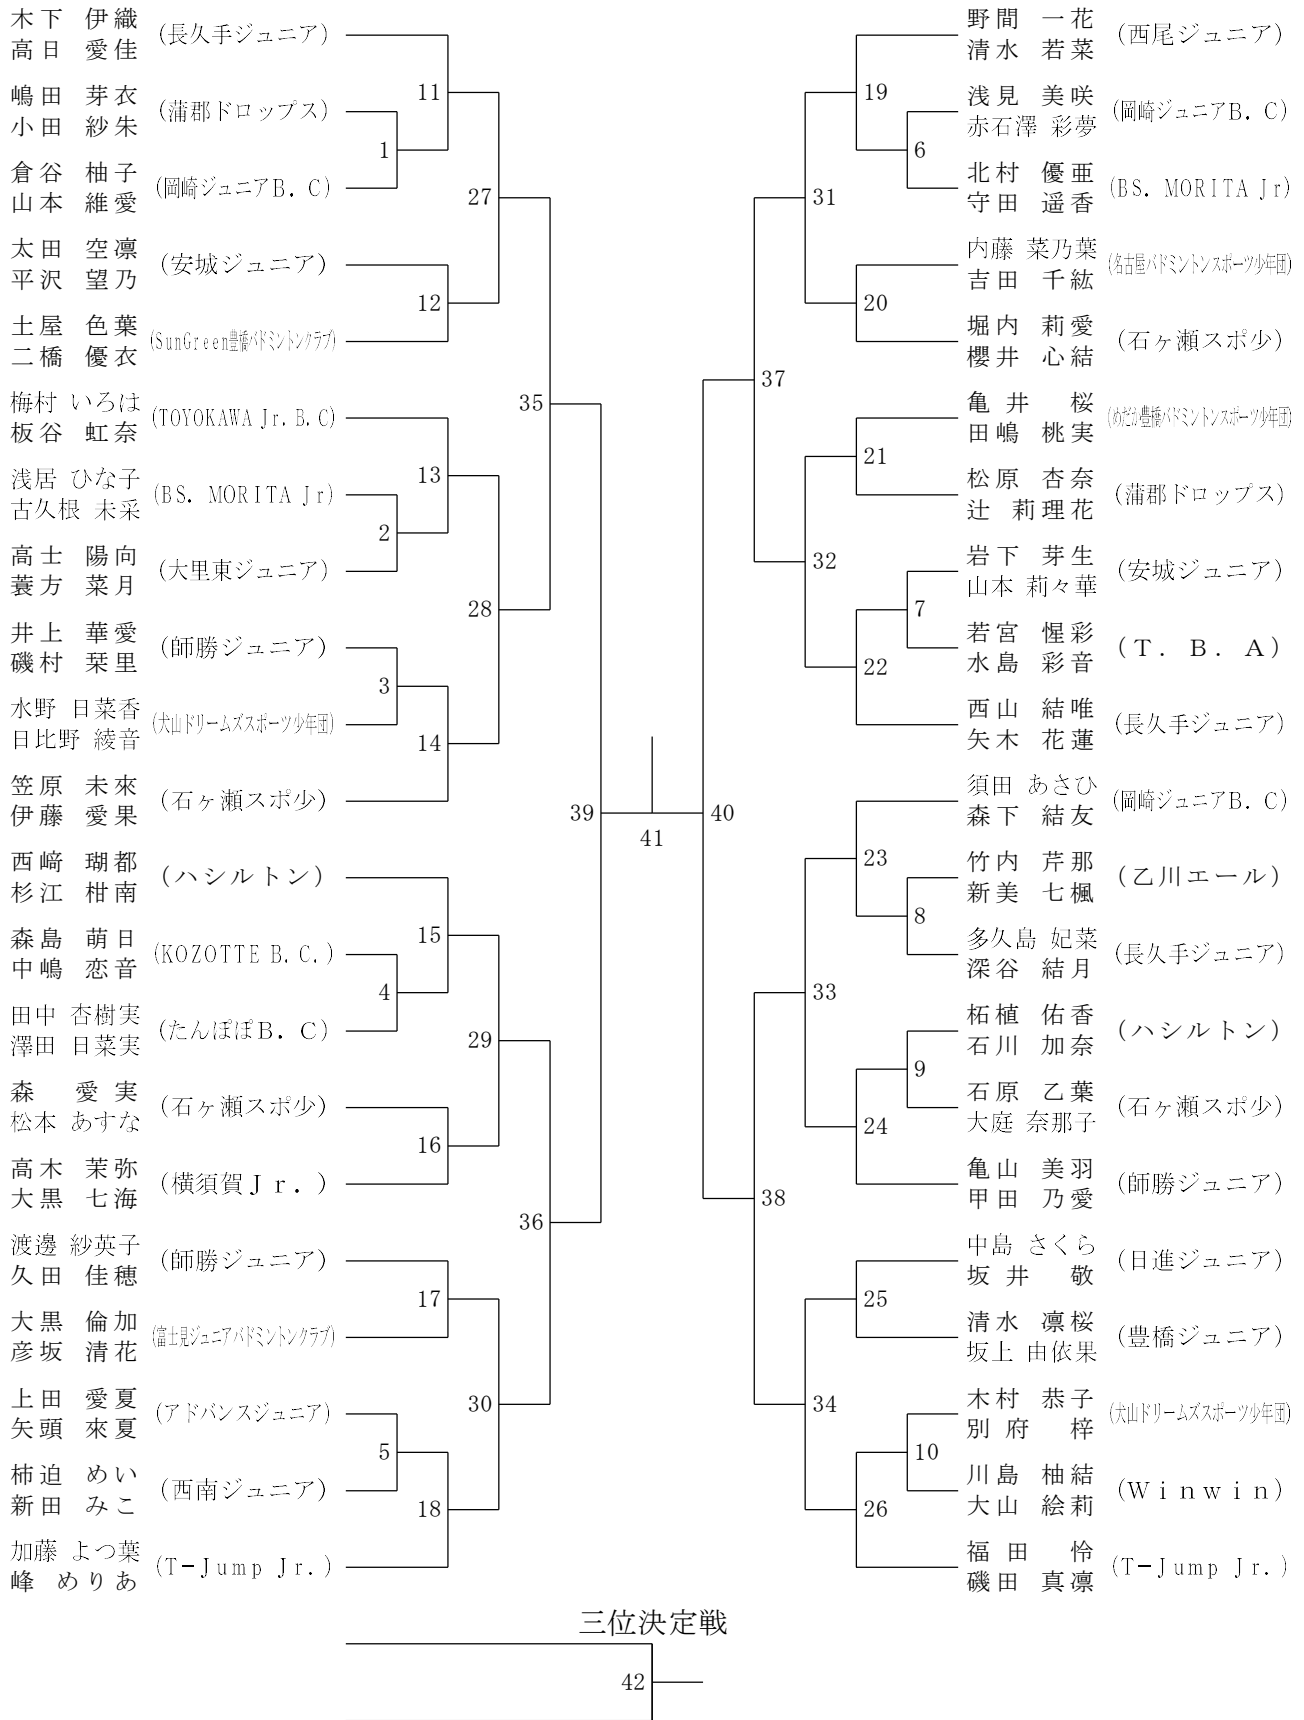 木下 伊織
高日 愛佳
(長久手ジュニア)
嶋田 芽衣
小田 紗朱
(蒲郡ドロップス)
倉谷 柚子
山本 維愛
(岡崎ジュニアB. C)
太田 空凛
平沢 望乃
(安城ジュニア)
土屋 色葉
二橋 優衣
(SunGreen豊橋バドミントンクラブ)
梅村 いろは
板谷 虹奈
(TOYOKAWA Jr. B. C)
浅居 ひな子
古久根 未采
(BS. MORITA Jr)
高士 陽向
蓑方 菜月
(大里東ジュニア)
井上 華愛
磯村 栞里
(師勝ジュニア)
水野 日菜香
日比野 綾音
(犬山ドリームズスポーツ少年団)
笠原 未來
伊藤 愛果
(石ヶ瀬スポ少)
西﨑 瑚都
杉江 柑南
(ハシルトン)
森島 萌日
中嶋 恋音
(KOZOTTE B. C.)
田中 杏樹実
澤田 日菜実
(たんぽぽB. C)
森 愛実
松本 あすな
(石ヶ瀬スポ少)
高木 茉弥
大黒 七海
(横須賀Jr.)
渡邊 紗英子
久田 佳穂
(師勝ジュニア)
大黒 倫加
彦坂 清花
(富士見ジュニアバドミントンクラブ)
上田 愛夏
矢頭 來夏
(アドバンスジュニア)
柿迫 めい
新田 みこ
(西南ジュニア)
加藤 よつ葉
峰 めりあ
(T-Jump Jr.)
1
2
3
4
5
11
12
13
14
15
16
17
18
27
28
29
30
35
36
39
41
40
37
38
31
32
33
34
19
20
21
22
23
24
25
26
6
7
8
9
10
野間 一花
清水 若菜
(西尾ジュニア)
浅見 美咲
赤石澤 彩夢
(岡崎ジュニアB. C)
北村 優亜
守田 遥香
(BS. MORITA Jr)
内藤 菜乃葉
吉田 千紘
(名古屋バドミントンスポーツ少年団)
堀内 莉愛
櫻井 心結
(石ヶ瀬スポ少)
亀井 桜
田嶋 桃実
(めだか豊橋バドミントンスポーツ少年団)
松原 杏奈
辻 莉理花
(蒲郡ドロップス)
岩下 芽生
山本 莉々華
(安城ジュニア)
若宮 惺彩
水島 彩音
(T. B. A)
西山 結唯
矢木 花蓮
(長久手ジュニア)
須田 あさひ
森下 結友
(岡崎ジュニアB. C)
竹内 芹那
新美 七楓
(乙川エール)
多久島 妃菜
深谷 結月
(長久手ジュニア)
柘植 佑香
石川 加奈
(ハシルトン)
石原 乙葉
大庭 奈那子
(石ヶ瀬スポ少)
亀山 美羽
甲田 乃愛
(師勝ジュニア)
中島 さくら
坂井 敬
(日進ジュニア)
清水 凛桜
坂上 由依果
(豊橋ジュニア)
木村 恭子
別府 梓
(犬山ドリームズスポーツ少年団)
川島 柚結
大山 絵莉
(Winwin)
福田 怜
磯田 真凛
(T-Jump Jr.)
三位決定戦
42